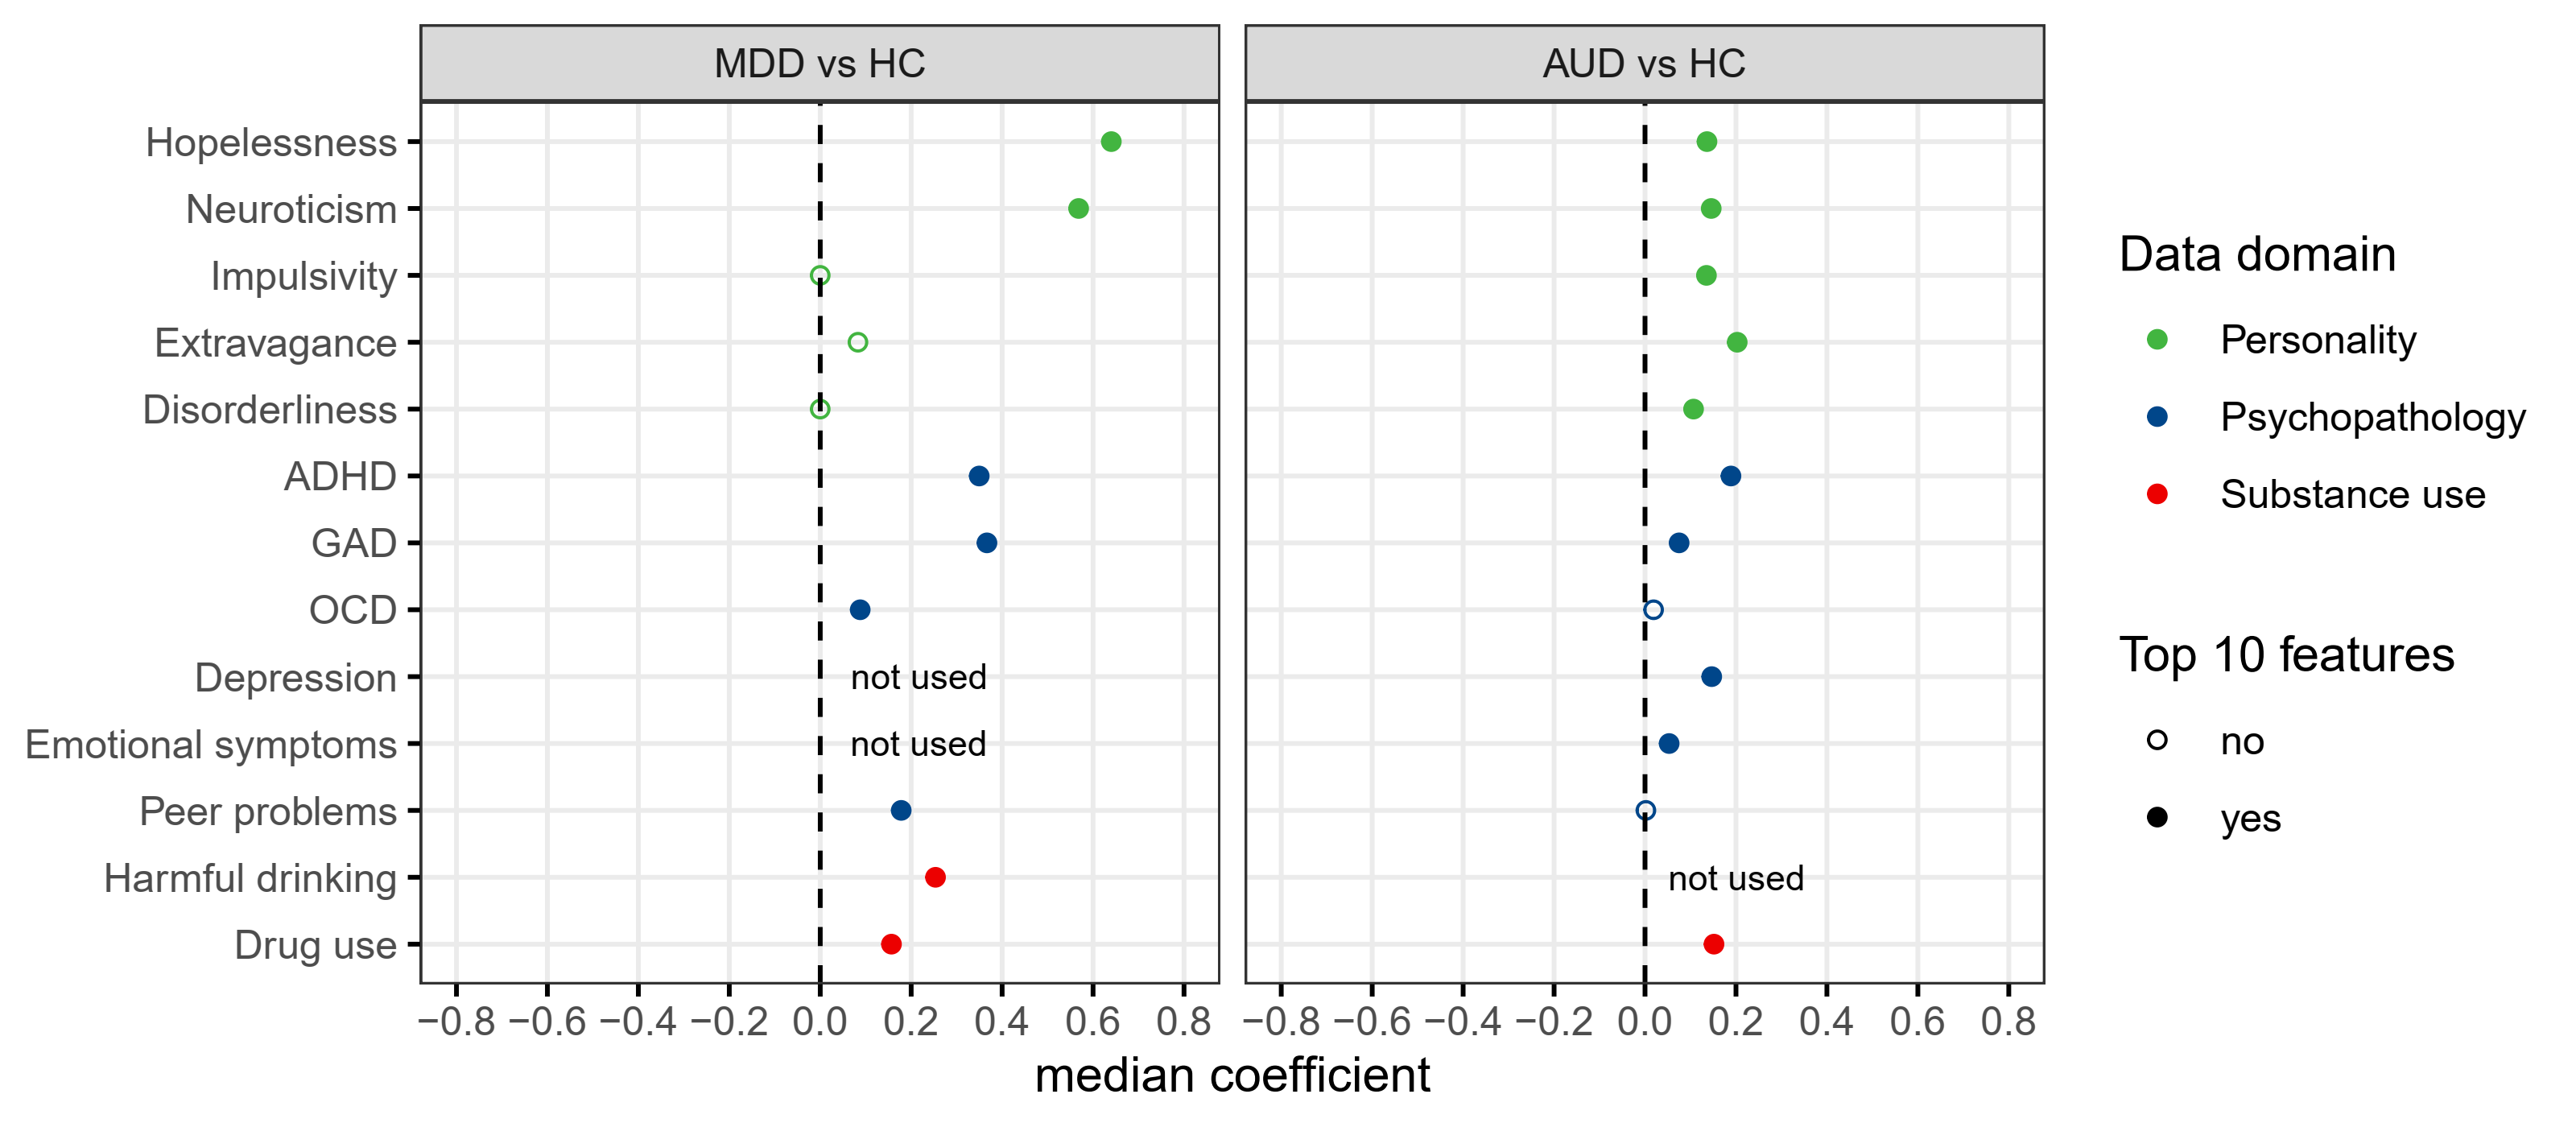 MDD vs HC
AUD vs HC
Hopelessness
Neuroticism
Impulsivity
Extravagance
Disorderliness
ADHD
GAD
OCD
Depression
Emotional symptoms
Peer problems
Harmful drinking
Drug use
not used
not used
not used
−0.8 −0.6 −0.4 −0.2 0.0 0.2 0.4 0.6 0.8
−0.8 −0.6 −0.4 −0.2 0.0 0.2 0.4 0.6 0.8
median coefficient
Data domain
Personality
Psychopathology
Substance use
Top 10 features
no
yes